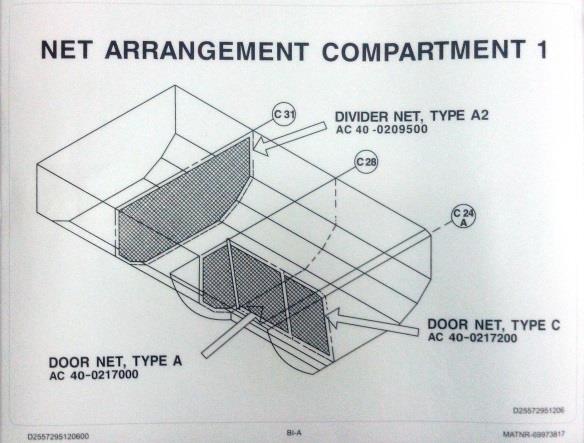 NET ARRANGEMENT COMPARTMENT 1
C 31
DIVIDER NET, TYPE A2
AC 40 -0209500
C 28
C 24
A
DOOR NET, TYPE C
AC 40-0217200
DOOR NET, TYPE A
AC 40-0217000
D25572951206
D2557295120600
BI-A
MATNR-69973817